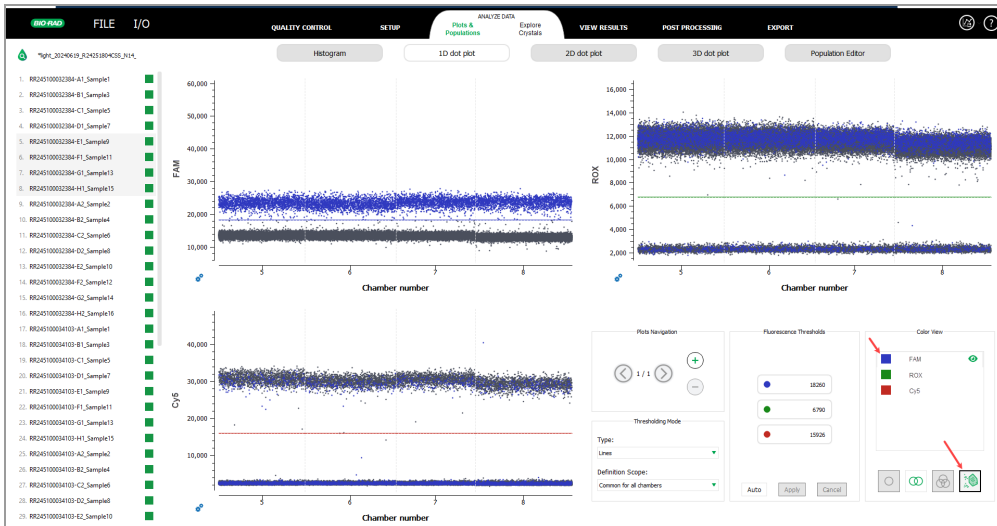 BIO-RAD FILE I/O
QUALITY CONTROL SETUP
ANALYZE DATA
Plots & Populations
Explore Crystals
VIEW RESULTS POST PROCESSING EXPORT
*light_20240619_R24251804CSS_N14_
Histogram 1D dot plot 2D dot plot 3D dot plot Population Editor
1. RR245100032384-A1_Sample1
2. RR245100032384-B1_Sample3
3. RR245100032384-C1_Sample5
4. RR245100032384-D1_Sample7
5. RR245100032384-E1_Sample9
6. RR245100032384-F1_Sample11
7. RR245100032384-G1_Sample13
8. RR245100032384-H1_Sample15
9. RR245100032384-A2_Sample2
10. RR245100032384-B2_Sample4
11. RR245100032384-C2_Sample6
12. RR245100032384-D2_Sample8
13. RR245100032384-E2_Sample10
14. RR245100032384-F2_Sample12
15. RR245100032384-G2_Sample14
16. RR245100032384-H2_Sample16
17. RR245100034103-A1_Sample1
18. RR245100034103-B1_Sample3
19. RR245100034103-C1_Sample5
20. RR245100034103-D1_Sample7
21. RR245100034103-E1_Sample9
22. RR245100034103-F1_Sample11
23. RR245100034103-G1_Sample13
24. RR245100034103-H1_Sample15
25. RR245100034103-A2_Sample2
26. RR245100034103-B2_Sample4
27. RR245100034103-C2_Sample6
28. RR245100034103-D2_Sample8
29. RR245100034103-E2_Sample10
FAM
60,000
50,000
40,000
30,000
20,000
10,000
5 6 7 8
Chamber number
ROX
16,000
14,000
12,000
10,000
8,000
6,000
4,000
2,000
5 6 7 8
Chamber number
Cy5
40,000
30,000
20,000
10,000
5 6 7 8
Chamber number
Plots Navigation
1 / 1
Thresholding Mode
Type:
Lines
Definition Scope:
Common for all chambers
Fluorescence Thresholds
18260
6790
15926
Auto Apply Cancel
Color View
FAM
ROX
Cy5